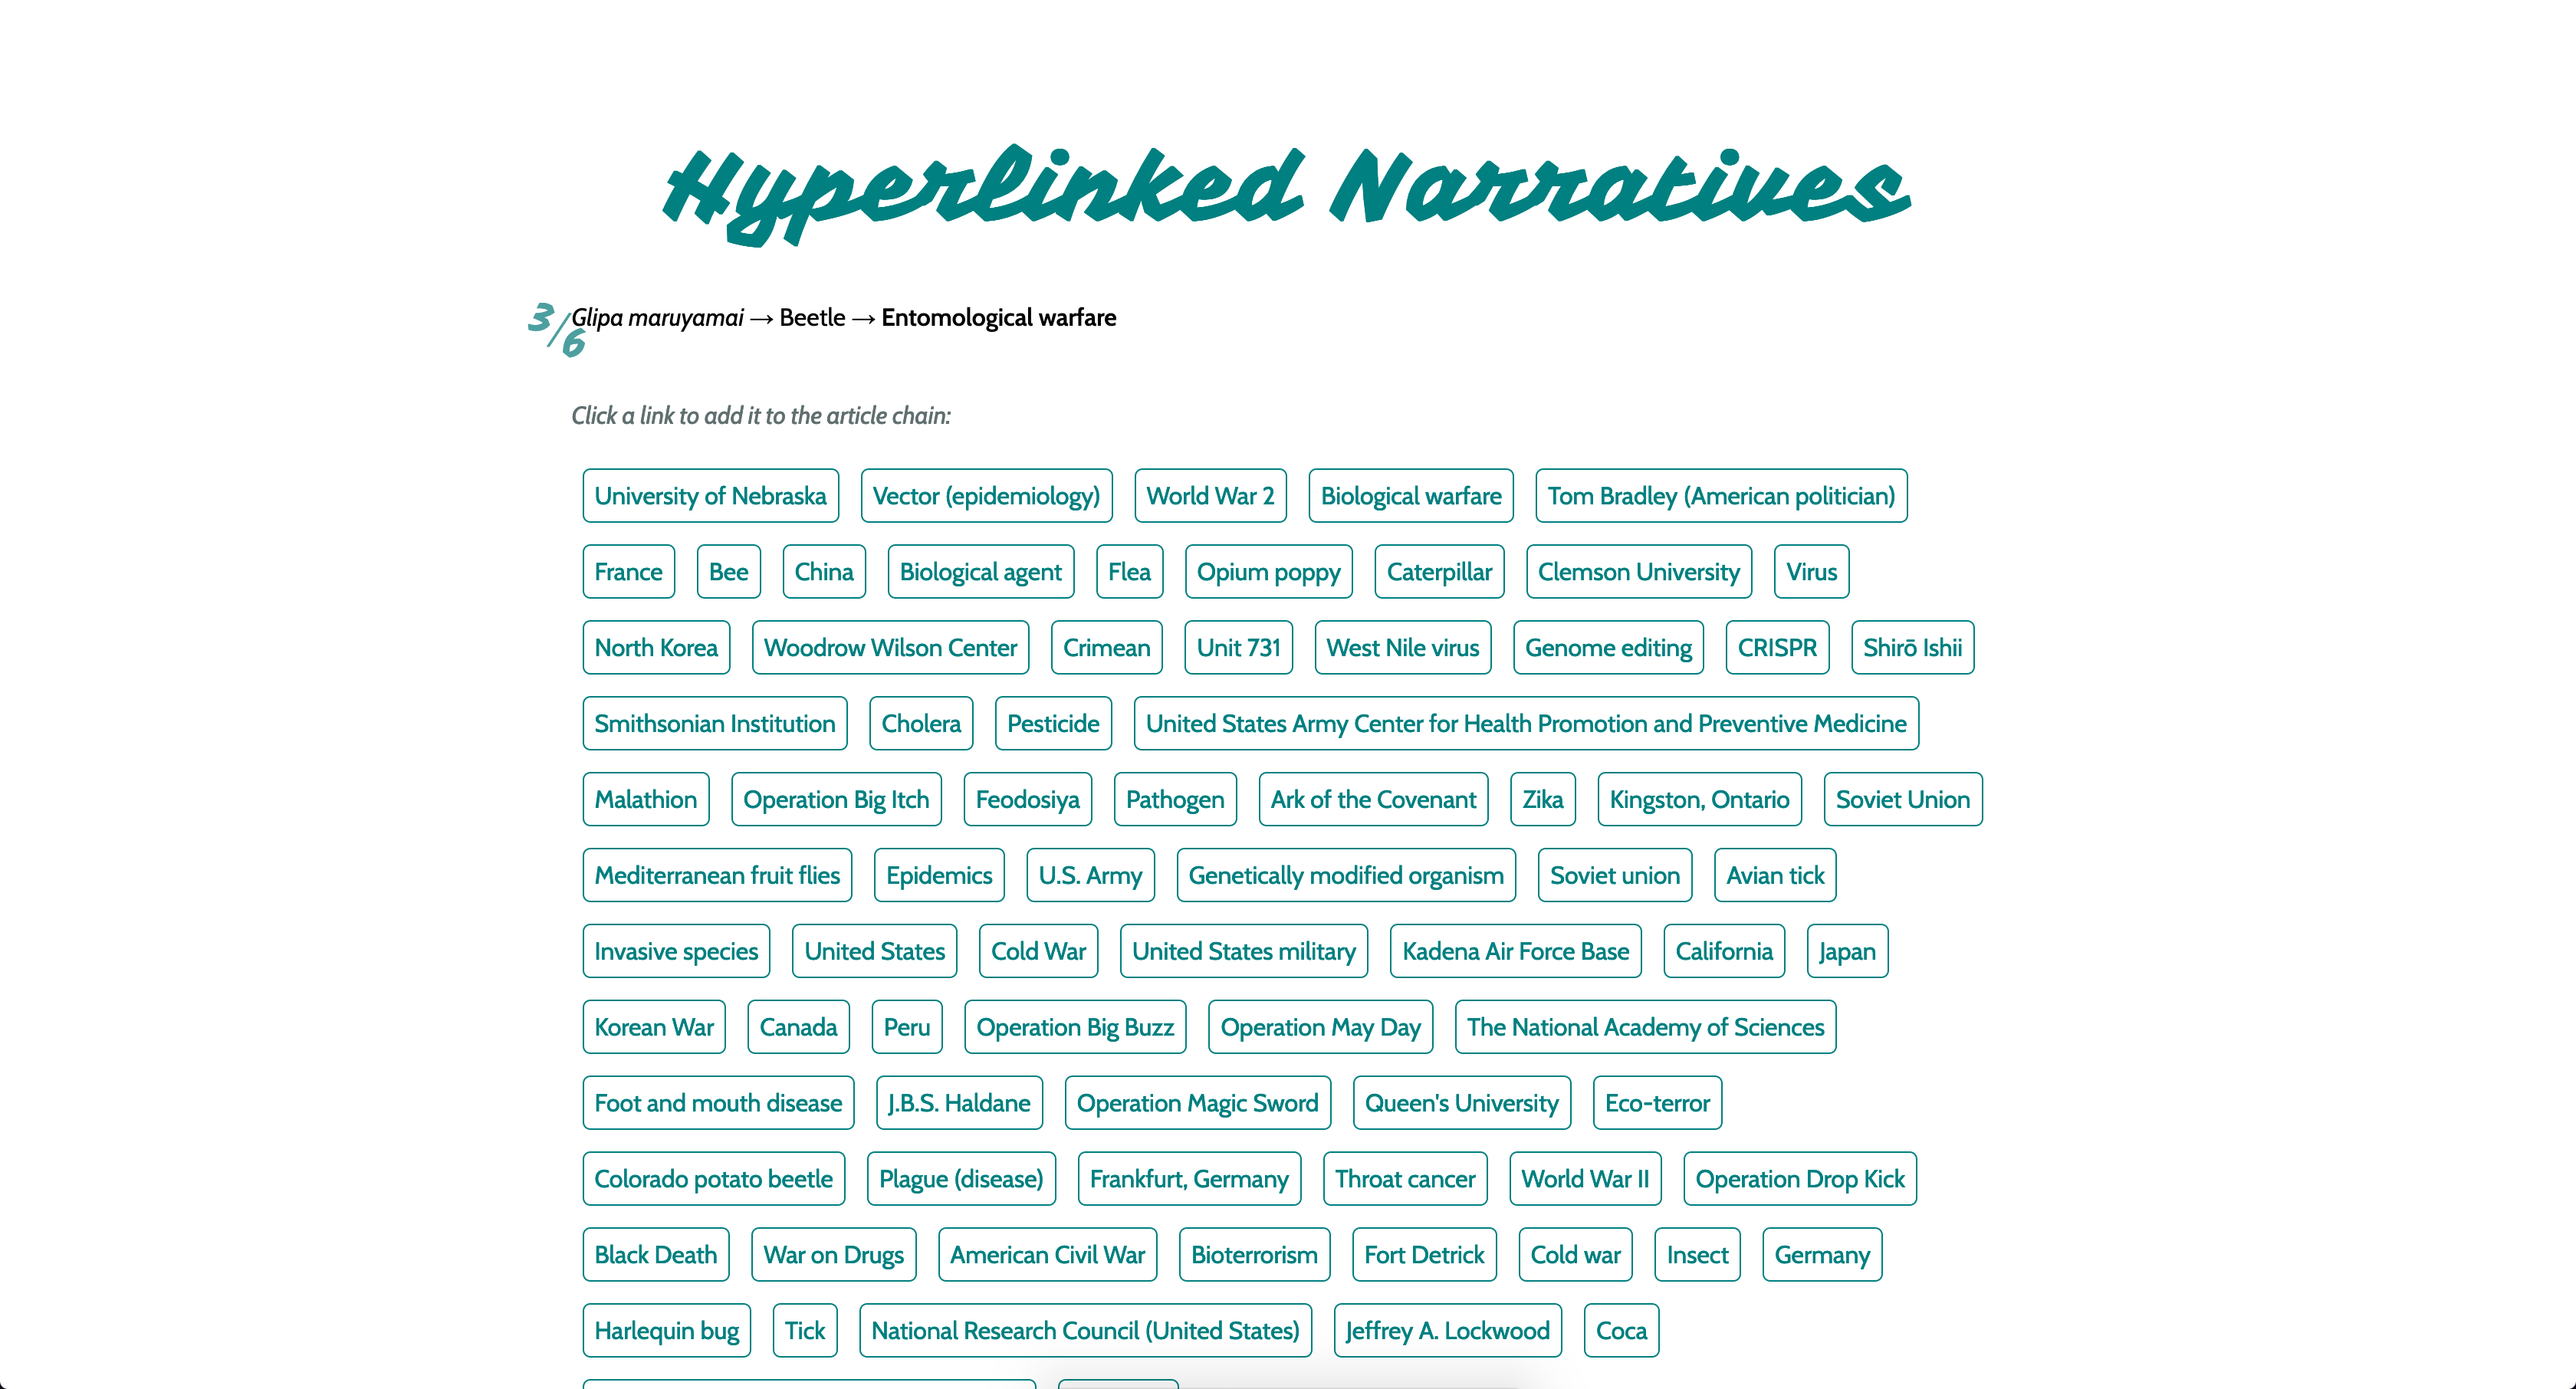 Hyperlinked Narratives
3/6
Glipa maruyamai → Beetle → Entomological warfare
Click a link to add it to the article chain:
University of Nebraska Vector (epidemiology) World War 2 Biological warfare Tom Bradley (American politician)
France Bee China Biological agent Flea Opium poppy Caterpillar Clemson University Virus
North Korea Woodrow Wilson Center Crimean Unit 731 West Nile virus Genome editing CRISPR Shirō Ishii
Smithsonian Institution Cholera Pesticide United States Army Center for Health Promotion and Preventive Medicine
Malathion Operation Big Itch Feodosiya Pathogen Ark of the Covenant Zika Kingston, Ontario Soviet Union
Mediterranean fruit flies Epidemics U.S. Army Genetically modified organism Soviet union Avian tick
Invasive species United States Cold War United States military Kadena Air Force Base California Japan
Korean War Canada Peru Operation Big Buzz Operation May Day The National Academy of Sciences
Foot and mouth disease J.B.S. Haldane Operation Magic Sword Queen's University Eco-terror
Colorado potato beetle Plague (disease) Frankfurt, Germany Throat cancer World War II Operation Drop Kick
Black Death War on Drugs American Civil War Bioterrorism Fort Detrick Cold war Insect Germany
Harlequin bug Tick National Research Council (United States) Jeffrey A. Lockwood Coca